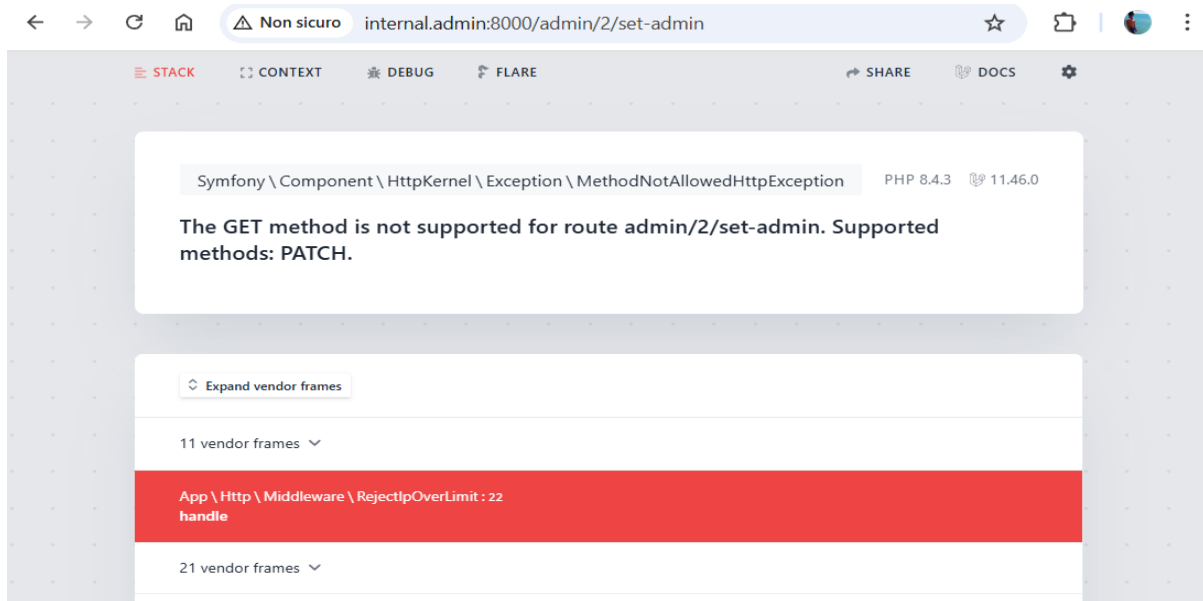 Non sicuro internal.admin:8000/admin/2/set-admin
STACK CONTEXT DEBUG FLARE SHARE DOCS
Symfony \ Component \ HttpKernel \ Exception \ MethodNotAllowedHttpException PHP 8.4.3 11.46.0
The GET method is not supported for route admin/2/set-admin. Supported
methods: PATCH.
Expand vendor frames
11 vendor frames
App \ Http \ Middleware \ RejectIpOverLimit : 22
handle
21 vendor frames